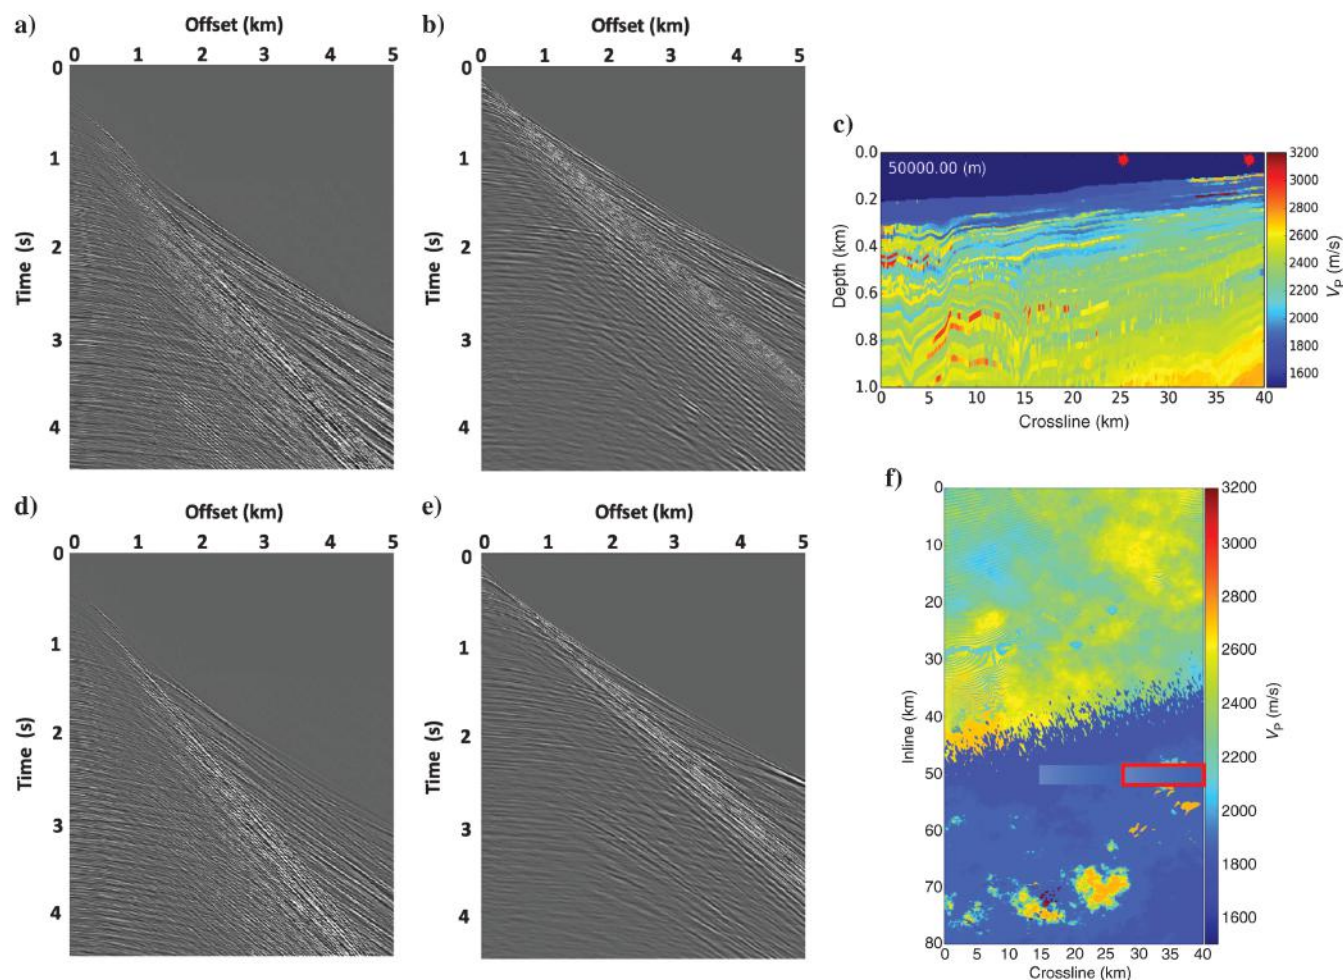 a)
Offset (km)
0 1 2 3 4 5
0
1
2
3
4
Time (s)
b)
Offset (km)
0 1 2 3 4 5
0
1
2
3
4
Time (s)
c)
50000.00 (m)
0.0
0.2
0.4
0.6
0.8
1.0
Depth (km)
0 5 10 15 20 25 30 35 40
Crossline (km)
3200
3000
2800
2600
2400
2200
2000
1800
1600
VP (m/s)
d)
Offset (km)
0 1 2 3 4 5
0
1
2
3
4
Time (s)
e)
Offset (km)
0 1 2 3 4 5
0
1
2
3
4
Time (s)
f)
0
10
20
30
40
50
60
70
80
Inline (km)
0 5 10 15 20 25 30 35 40
Crossline (km)
3200
3000
2800
2600
2400
2200
2000
1800
1600
VP (m/s)